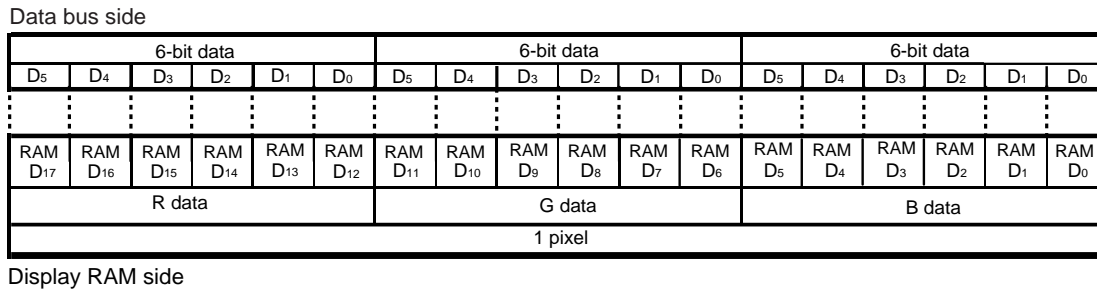 Data bus side
6-bit data 6-bit data 6-bit data
D5 D4 D3 D2 D1 D0 D5 D4 D3 D2 D1 D0 D5 D4 D3 D2 D1 D0
RAM RAM RAM RAM RAM RAM RAM RAM RAM RAM RAM RAM RAM RAM RAM RAM RAM RAM
D17 D16 D15 D14 D13 D12 D11 D10 D9 D8 D7 D6 D5 D4 D3 D2 D1 D0
R data G data B data
1 pixel
Display RAM side